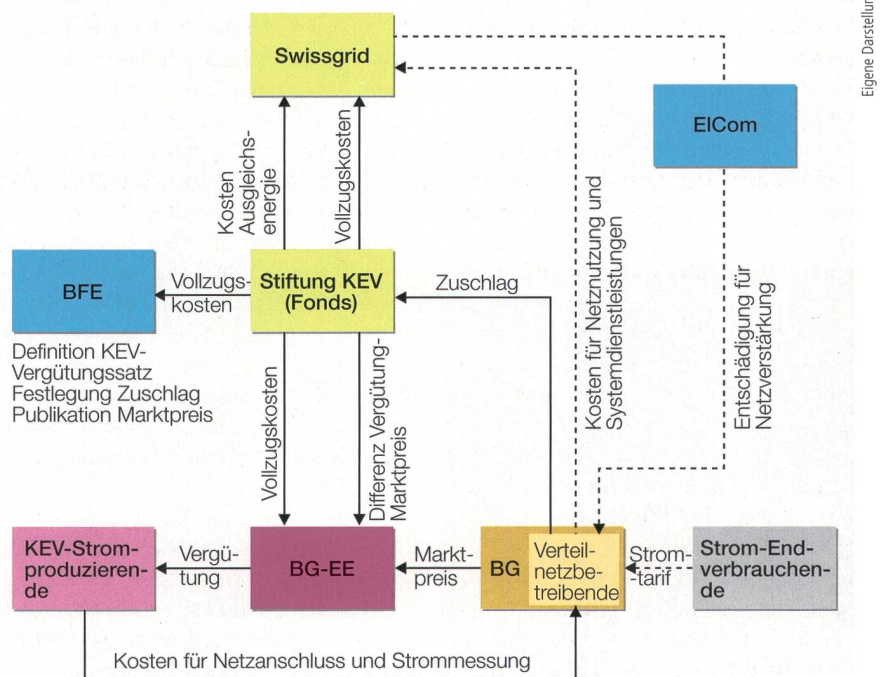 Eigene Darstellun
Swissgrid
ElCom
Kosten
Ausgleichs-
energie
Vollzugskosten
Kosten für Netznutzung und
Systemdienstleistungen
Entschädigung für
Netzverstärkung
BFE
Vollzugs-
kosten
Stiftung KEV
(Fonds)
Zuschlag
Definition KEV-
Vergütungssatz
Festlegung Zuschlag
Publikation Marktpreis
Vollzugskosten
Differenz Vergütung-
Marktpreis
KEV-Strom-
produzieren-
de
Vergü-
tung
BG-EE
Markt-
preis
BG
Verteil-
netzbe-
treibende
Strom-
-tarif
Strom-End-
verbrauchen-
de
Kosten für Netzanschluss und Strommessung